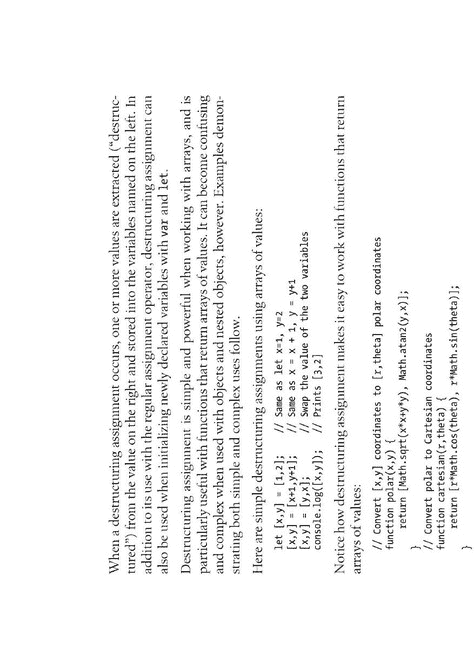 When a destructuring assignment occurs, one or more values are extracted (“destruc-
tured”) from the value on the right and stored into the variables named on the left. In
addition to its use with the regular assignment operator, destructuring assignment can
also be used when initializing newly declared variables with var and let.
Destructuring assignment is simple and powerful when working with arrays, and is
particularly useful with functions that return arrays of values. It can become confusing
and complex when used with objects and nested objects, however. Examples demon-
strating both simple and complex uses follow.
Here are simple destructuring assignments using arrays of values:
let [x,y] = [1,2];    // Same as let x=1, y=2
[x,y] = [x+1,y+1];    // Same as x = x + 1, y = y+1
[x,y] = [y,x];        // Swap the value of the two variables
console.log([x,y]);   // Prints [3,2]
Notice how destructuring assignment makes it easy to work with functions that return
arrays of values:
// Convert [x,y] coordinates to [r,theta] polar coordinates
function polar(x,y) {
  return [Math.sqrt(x*x+y*y), Math.atan2(y,x)];
}
// Convert polar to Cartesian coordinates
function cartesian(r,theta) {
  return [r*Math.cos(theta), r*Math.sin(theta)];
}